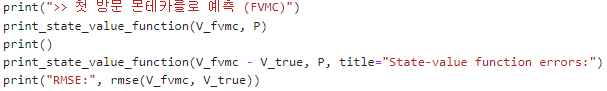 print(">> 첫 방문 몬테카를로 예측 (FVMC)")
print_state_value_function(V_fvmc, P)
print()
print_state_value_function(V_fvmc - V_true, P, title="State-value function errors:")
print("RMSE:", rmse(V_fvmc, V_true))